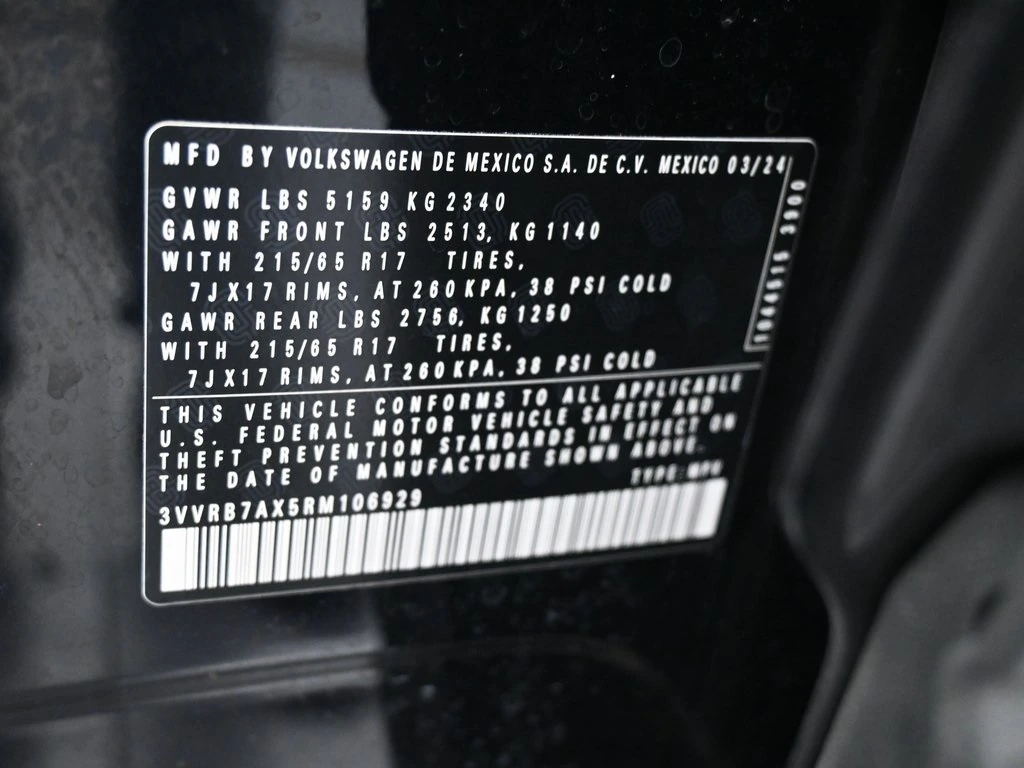 MFD BY VOLKSWAGEN DE MEXICO S.A. DE C.V. MEXICO 03/24
GVWR LBS 5159 KG 2340
GAWR FRONT LBS 2513, KG 1140
WITH 215/65 R17 TIRES,
7JX17 RIMS, AT 260 KPA, 38 PSI COLD
GAWR REAR LBS 2756, KG 1250
WITH 215/65 R17 TIRES,
7JX17 RIMS, AT 260 KPA, 38 PSI COLD
THIS VEHICLE CONFORMS TO ALL APPLICABLE
U.S. FEDERAL MOTOR VEHICLE SAFETY AND
THEFT PREVENTION STANDARDS IN EFFECT ON
THE DATE OF MANUFACTURE SHOWN ABOVE.
TYPE: MPV
3VVRB7AX5RM106929